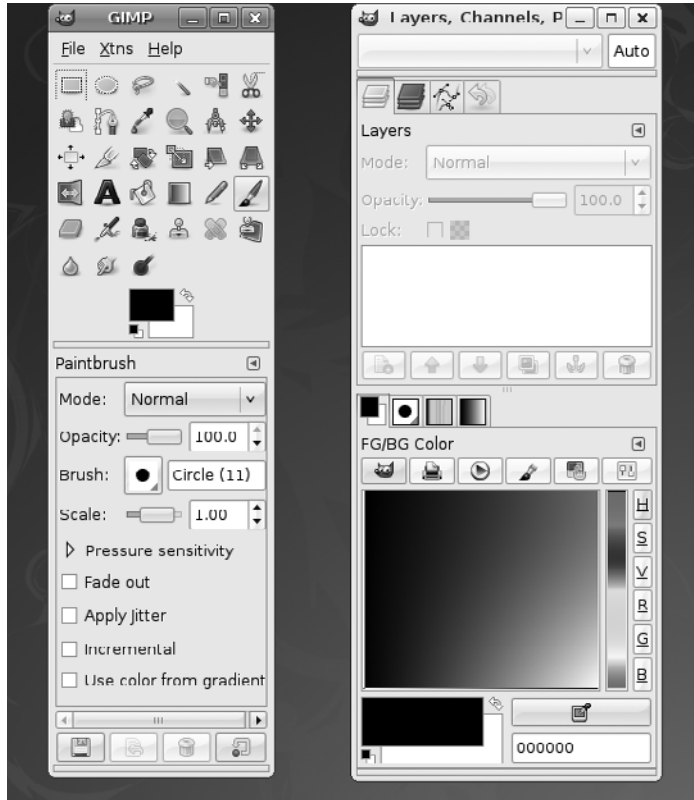 GIMP
File Xtns Help
Paintbrush
Mode: Normal
Opacity: 100.0
Brush: Circle (11)
Scale: 1.00
Pressure sensitivity
Fade out
Apply Jitter
Incremental
Use color from gradient
Layers, Channels, P
Auto
Layers
Mode: Normal
Opacity: 100.0
Lock:
FG/BG Color
H
S
V
R
G
B
000000